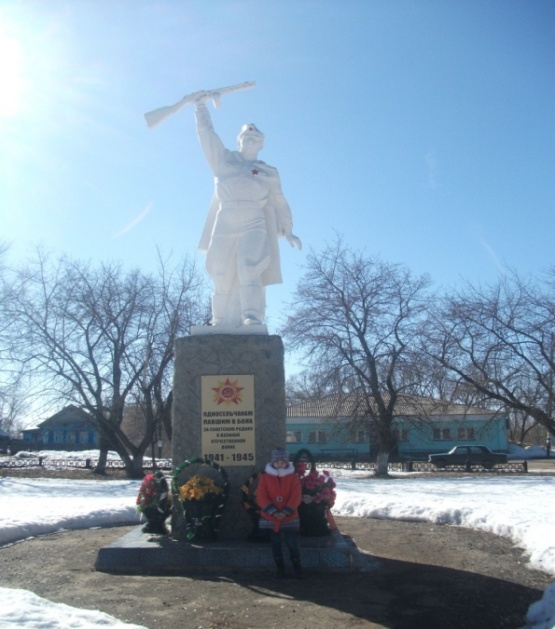 ОДНОСЕЛЬЧАНАМ
ПАВШИМ В БОЯХ
ЗА СОВЕТСКУЮ РОДИНУ
В ВЕЛИКОЙ
ОТЕЧЕСТВЕННОЙ ВОЙНЕ
1941-1945